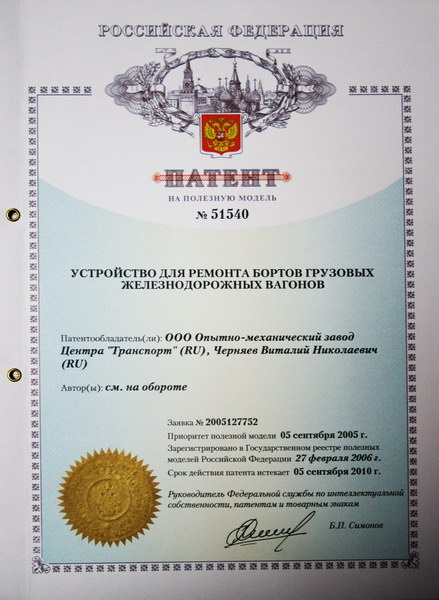 РОССИЙСКАЯ ФЕДЕРАЦИЯ
ПАТЕНТ
НА ПОЛЕЗНУЮ МОДЕЛЬ
№ 51540
УСТРОЙСТВО ДЛЯ РЕМОНТА БОРТОВ ГРУЗОВЫХ
ЖЕЛЕЗНОДОРОЖНЫХ ВАГОНОВ
Патентообладатель(ли): ООО Опытно-механический завод
Центра "Транспорт" (RU), Черняев Виталий Николаевич
(RU)
Автор(ы): см. на обороте
Заявка № 2005127752
Приоритет полезной модели 05 сентября 2005 г.
Зарегистрировано в Государственном реестре полезных
моделей Российской Федерации 27 февраля 2006 г.
Срок действия патента истекает 05 сентября 2010 г.
Руководитель Федеральной службы по интеллектуальной
собственности, патентам и товарным знакам
Б.П. Симонов